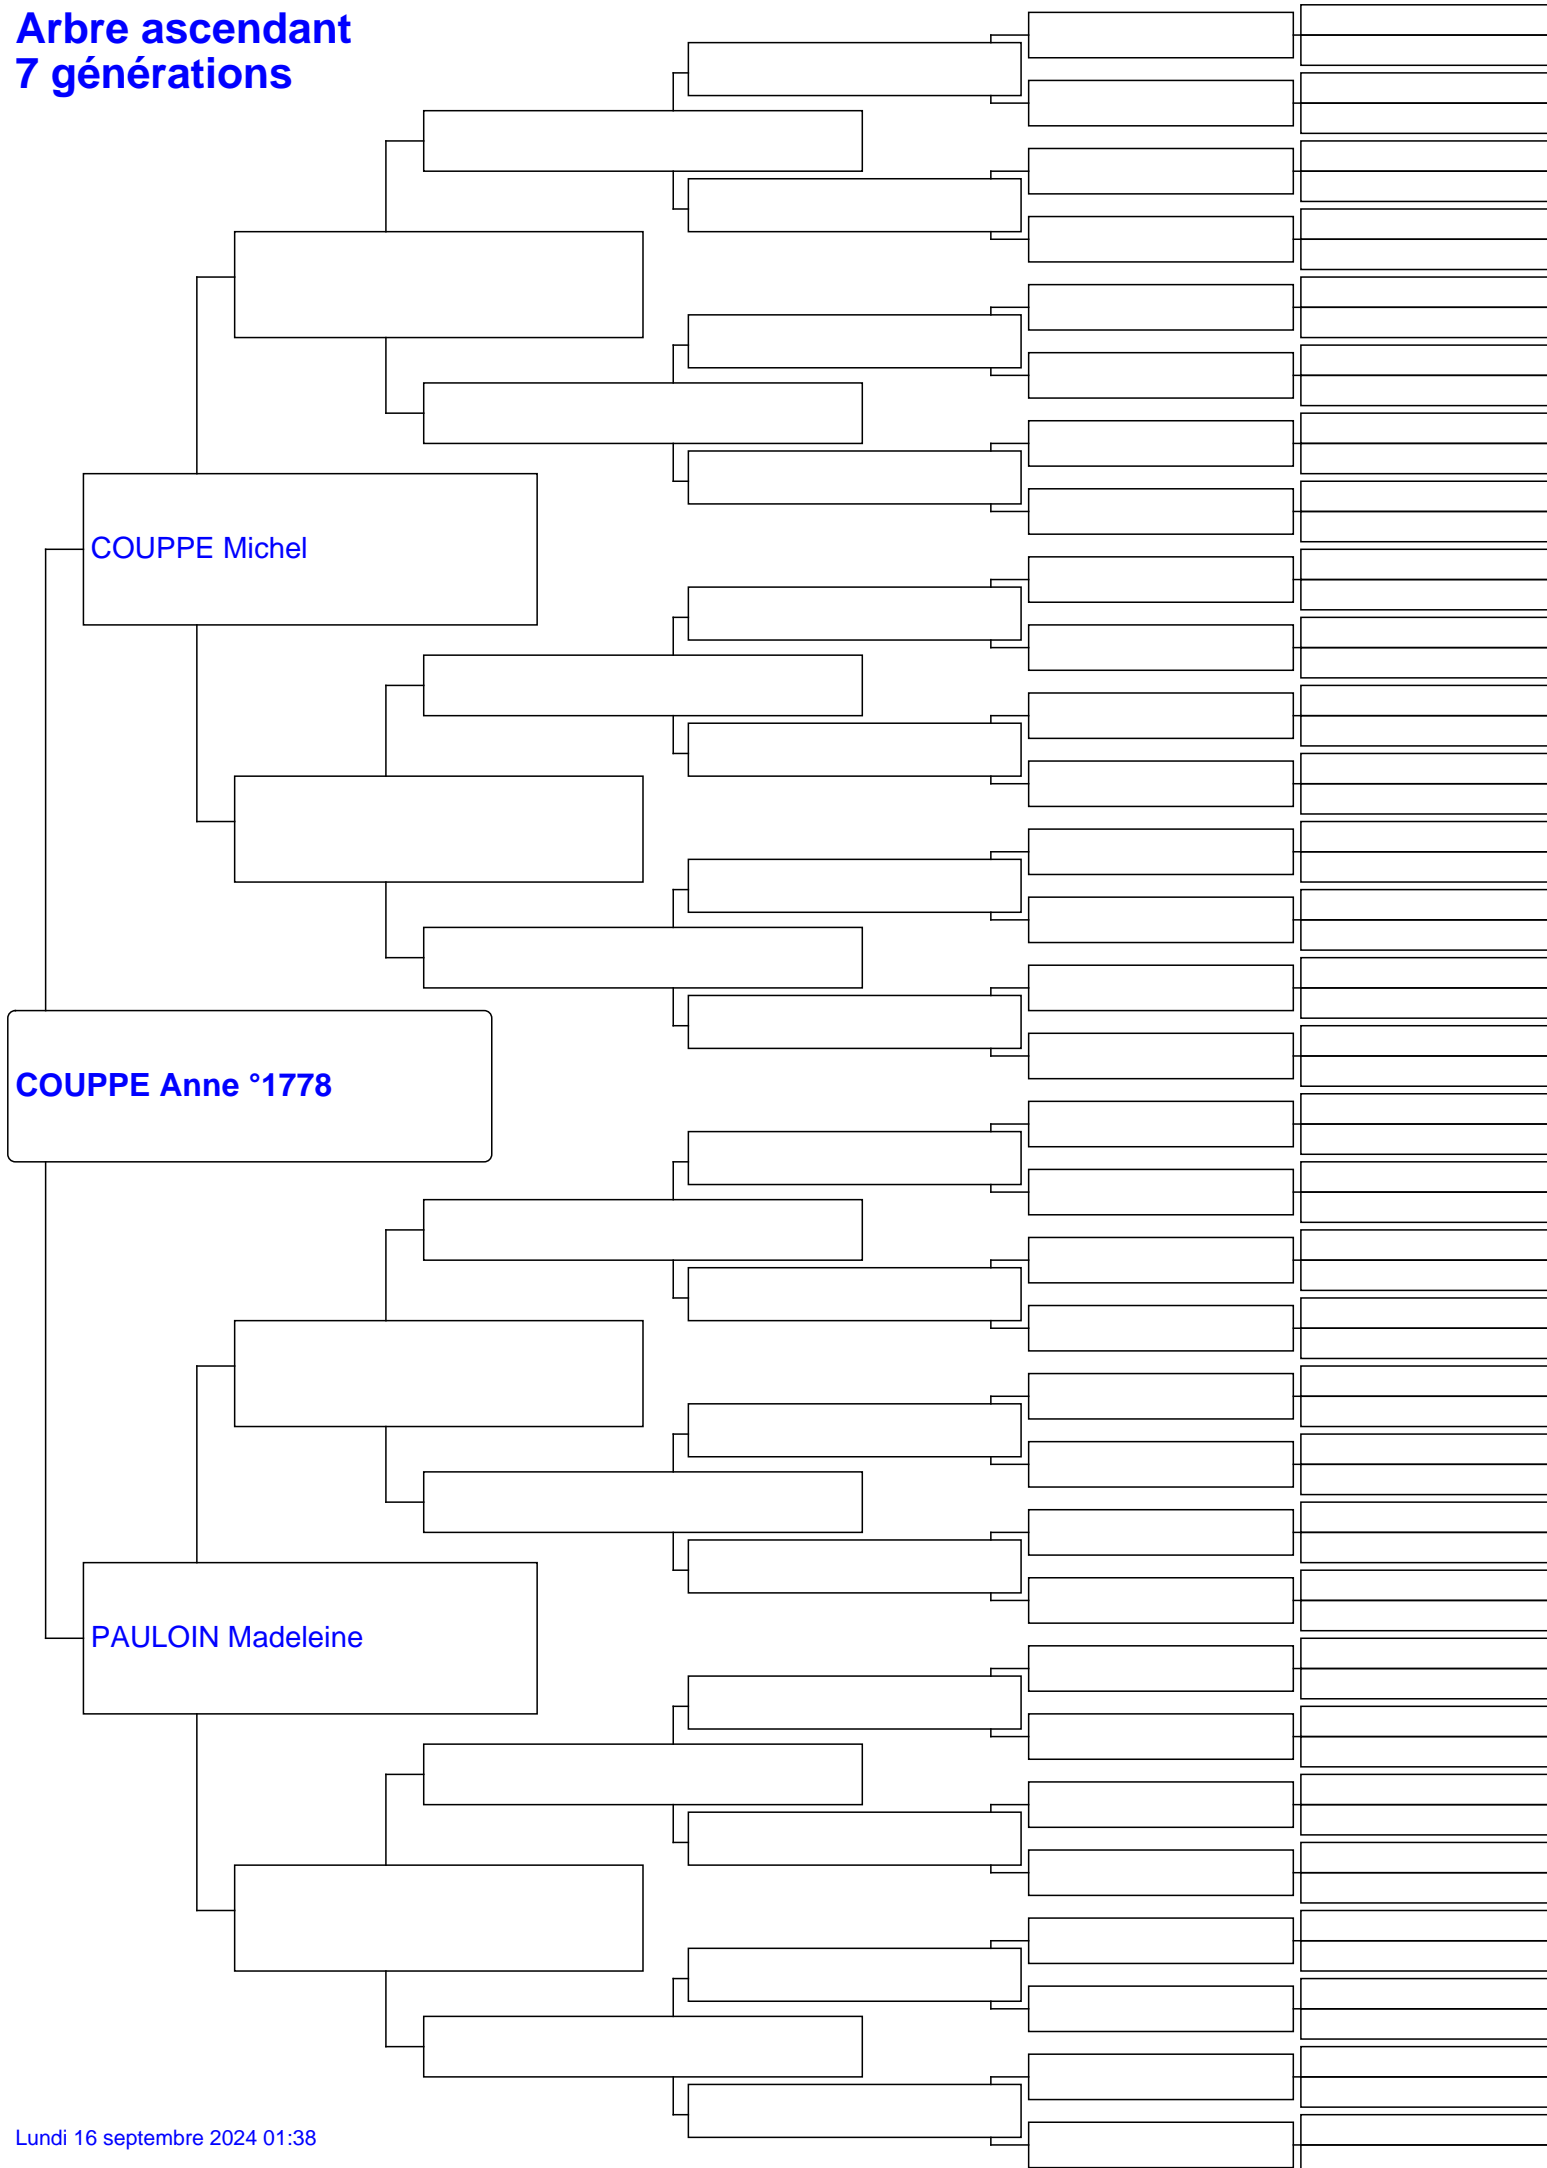 Arbre ascendant
7 générations
COUPPE Michel
COUPPE Anne °1778
PAULOIN Madeleine
Lundi 16 septembre 2024 01:38